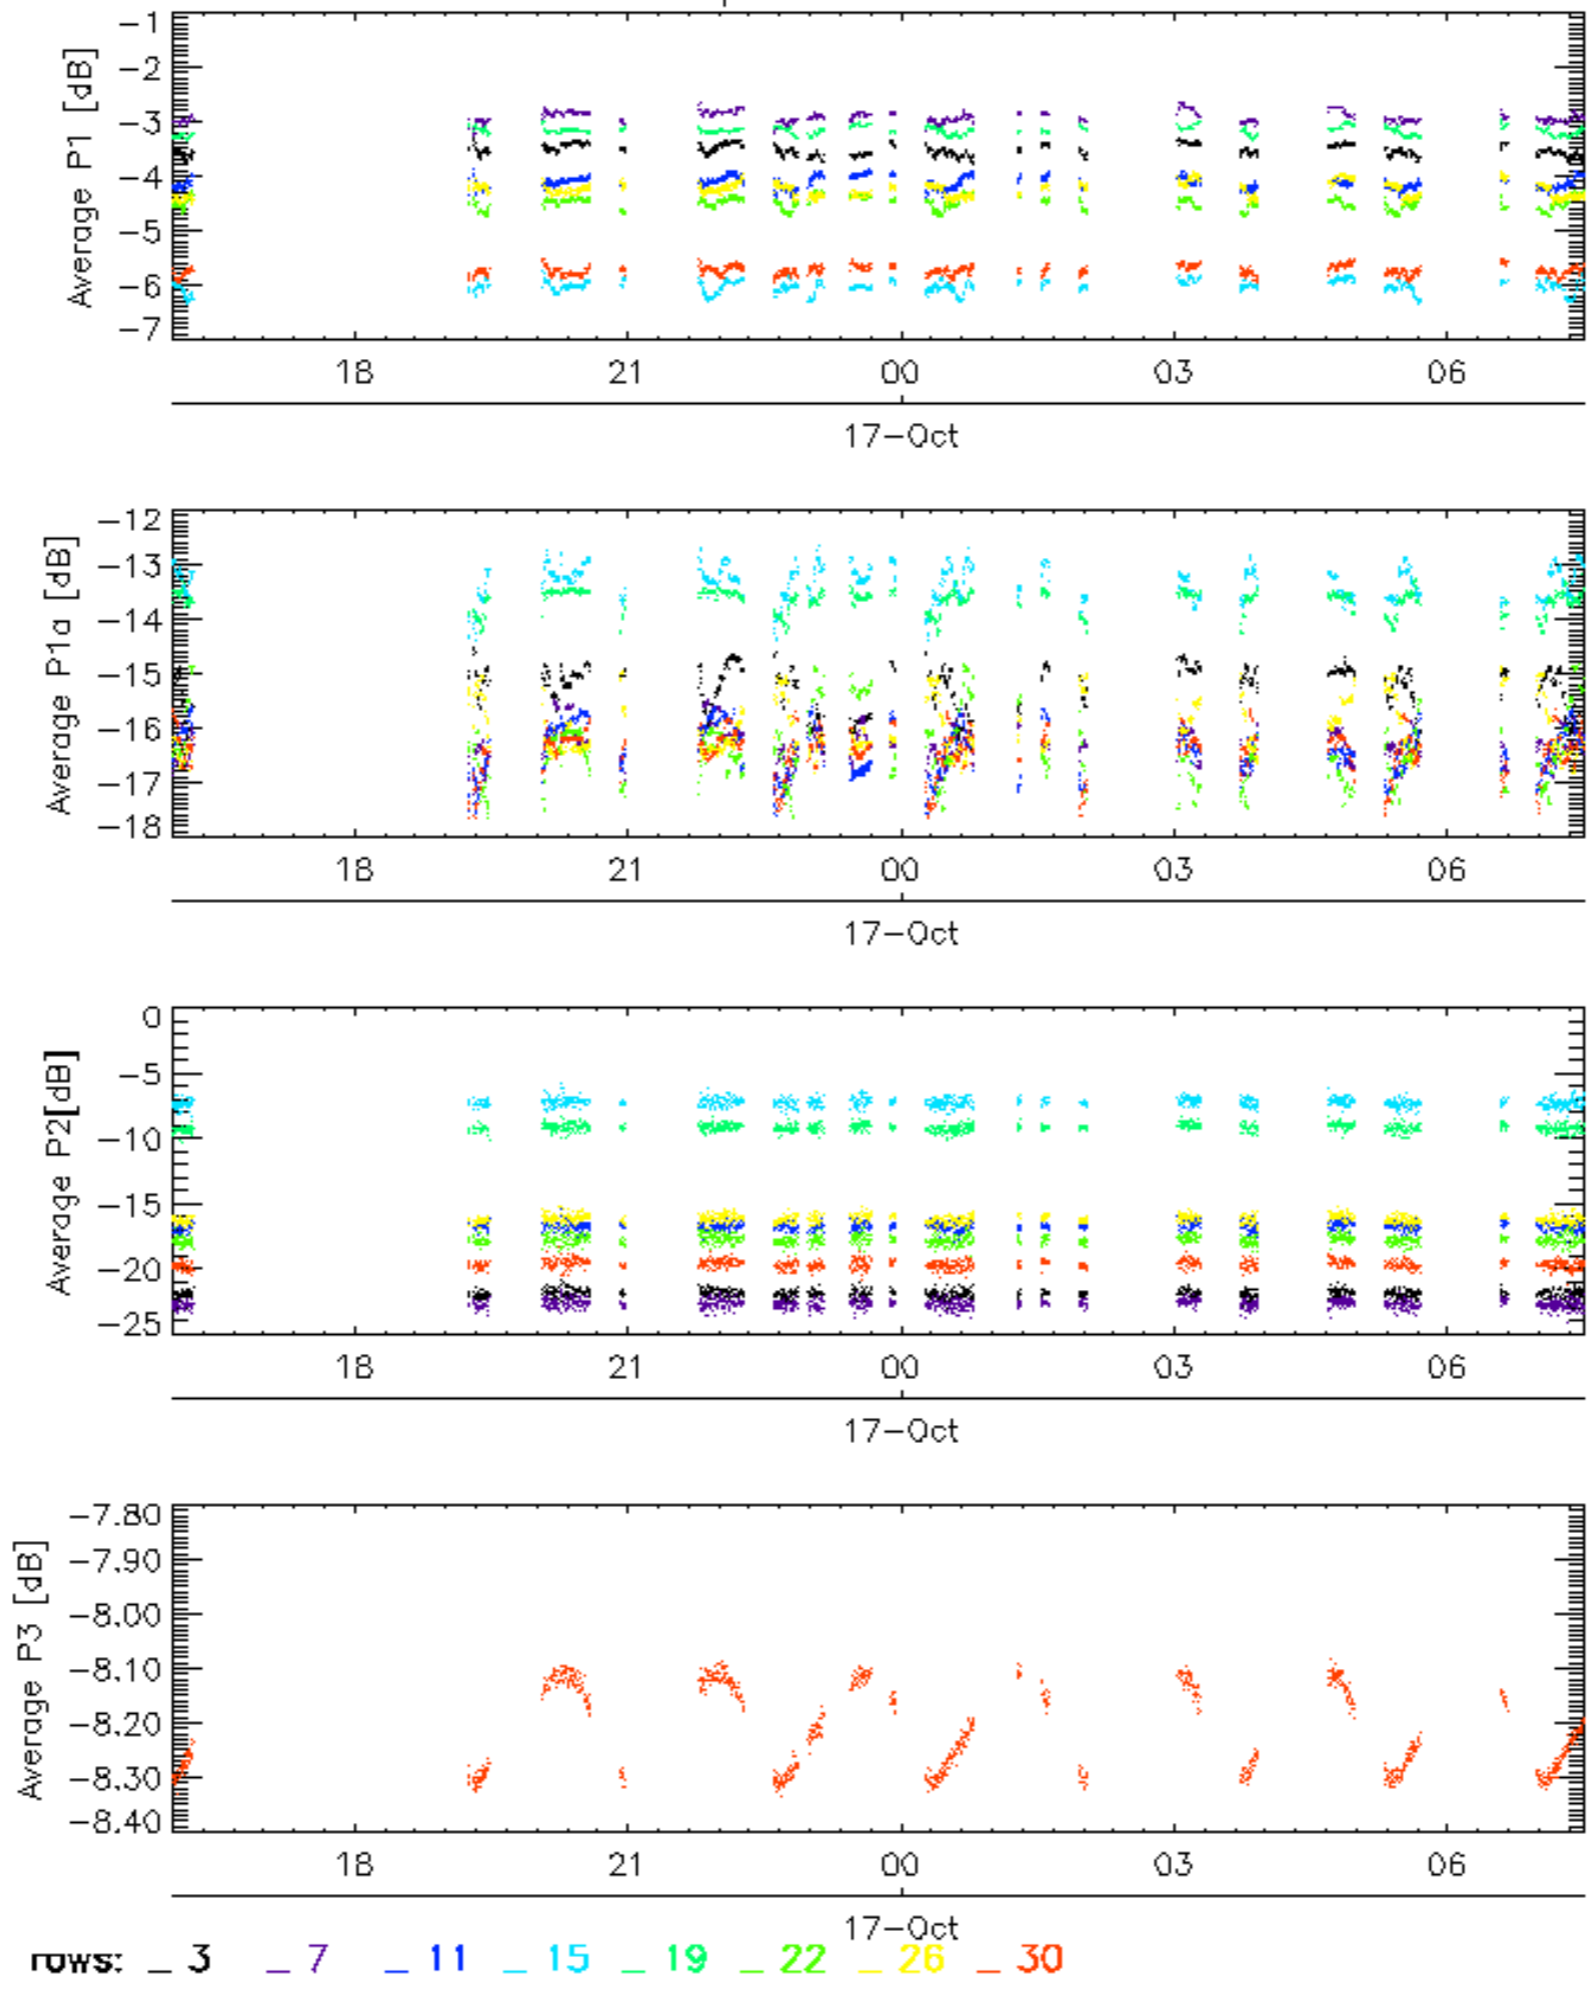 Average P1 [dB]
-1
-2
-3
-4
-5
-6
-7
18 21 00 03 06
17-Oct
Average P1a [dB]
-12
-13
-14
-15
-16
-17
-18
18 21 00 03 06
17-Oct
Average P2[dB]
0
-5
-10
-15
-20
-25
18 21 00 03 06
17-Oct
Average P3 [dB]
-7.80
-7.90
-8.00
-8.10
-8.20
-8.30
-8.40
18 21 00 03 06
17-Oct
rows: _ 3 _ 7 _ 11 _ 15 _ 19 _ 22 _ 26 _ 30